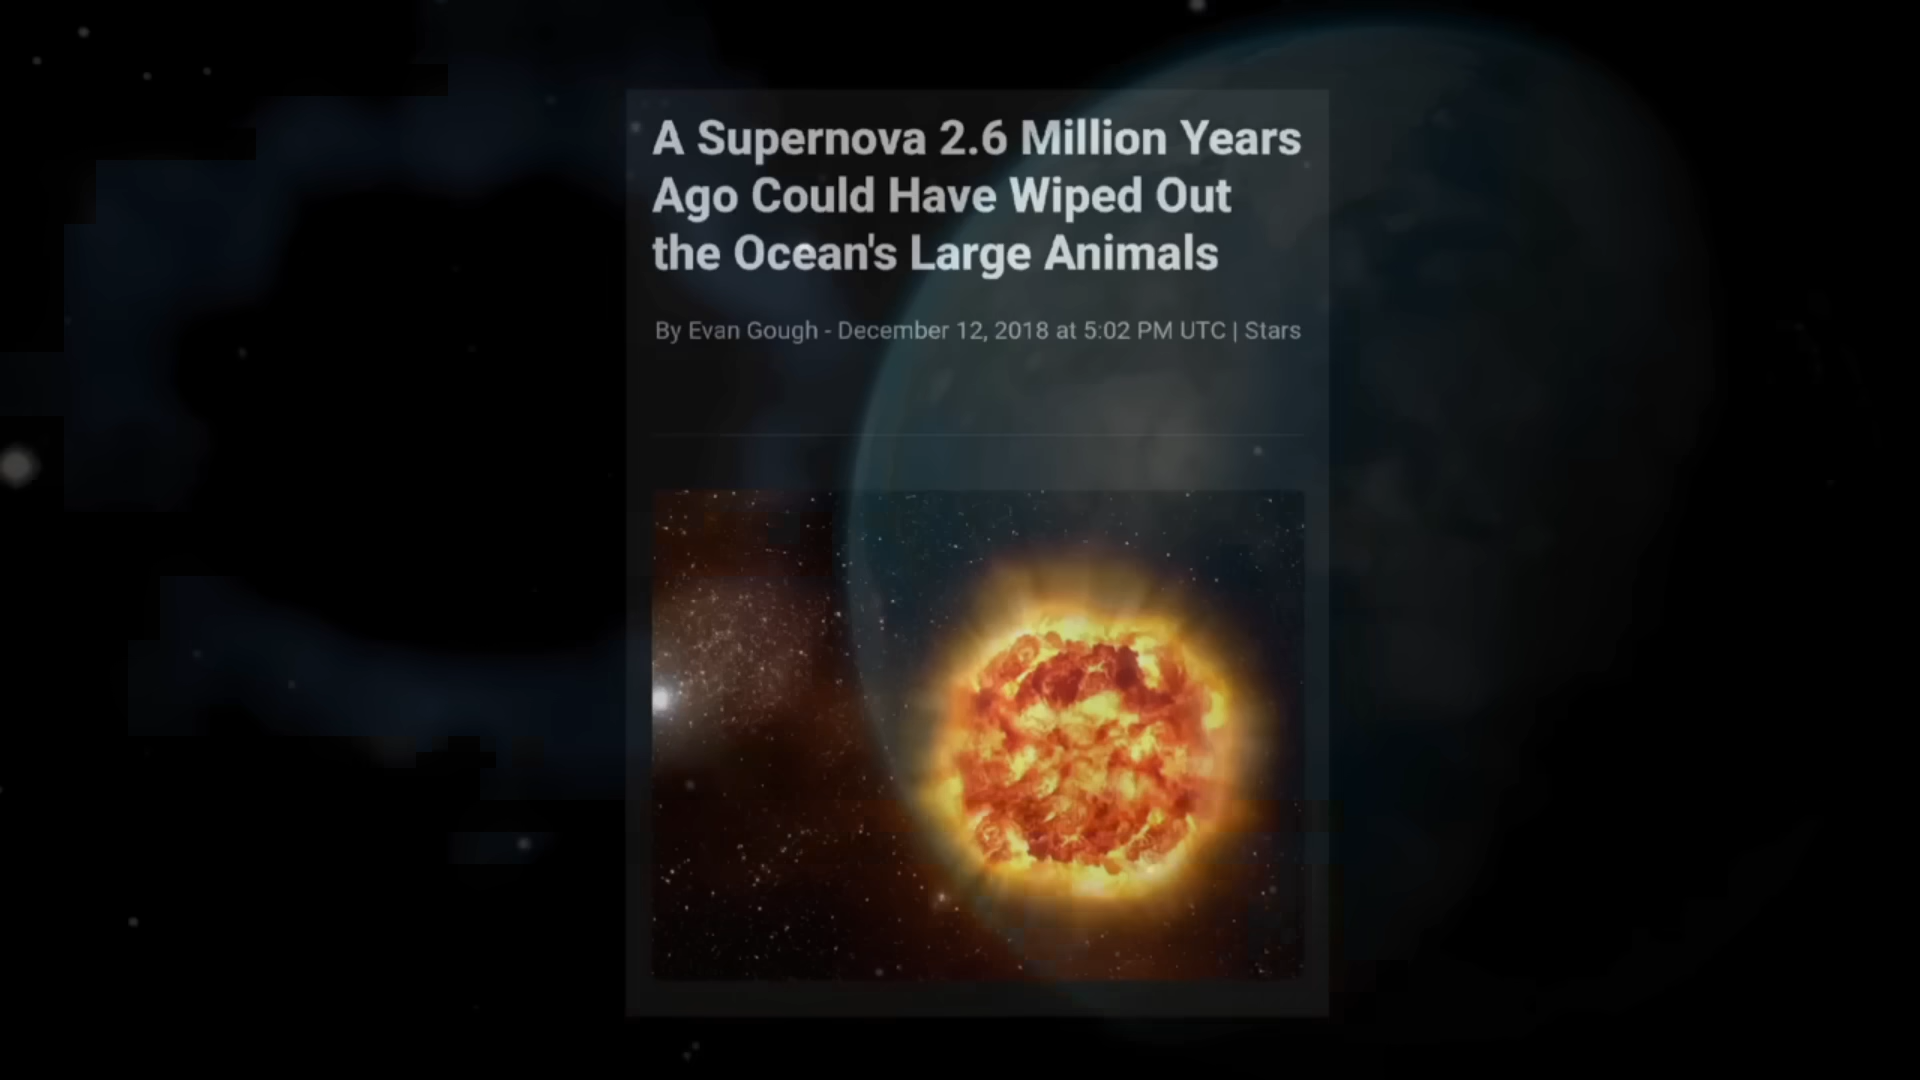 A Supernova 2.6 Million Years
Ago Could Have Wiped Out
the Ocean's Large Animals
By Evan Gough - December 12, 2018 at 5:02 PM UTC | Stars